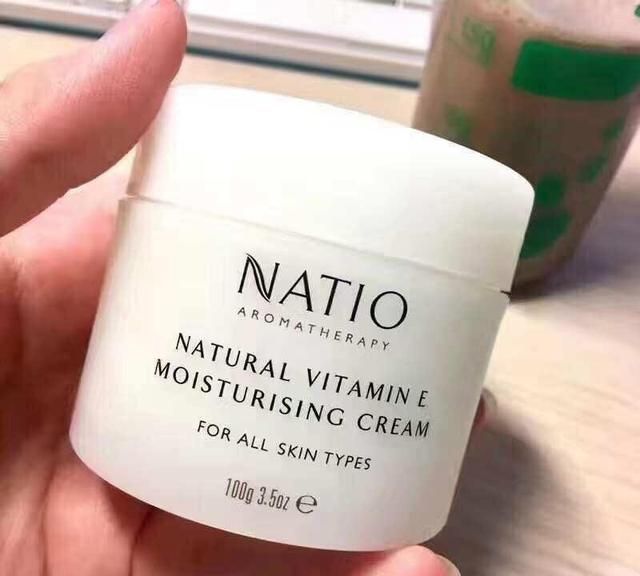 NATIO
AROMATHERAPY
NATURAL VITAMIN E
MOISTURISING CREAM
FOR ALL SKIN TYPES
100g 3.5oz ℮